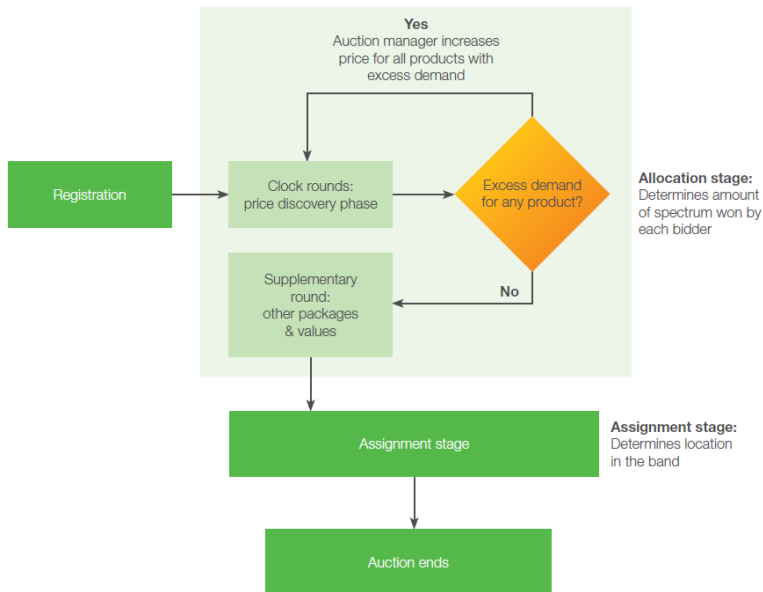 Yes
Auction manager increases
price for all products with
excess demand
Registration
Clock rounds:
price discovery phase
Excess demand
for any product?
Allocation stage:
Determines amount
of spectrum won by
each bidder
Supplementary
round:
other packages
& values
No
Assignment stage
Assignment stage:
Determines location
in the band
Auction ends